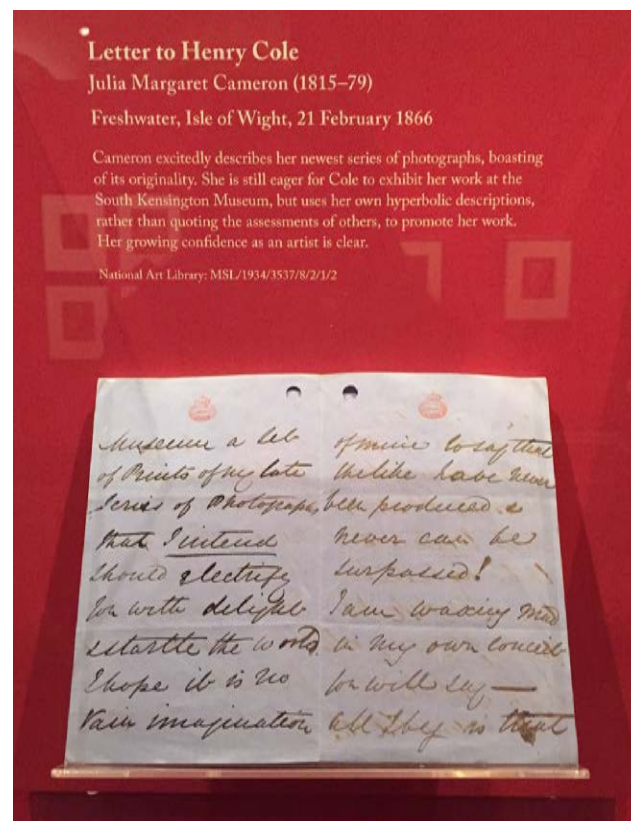 Letter to Henry Cole
Julia Margaret Cameron (1815–79)
Freshwater, Isle of Wight, 21 February 1866
Cameron excitedly describes her newest series of photographs, boasting
of its originality. She is still eager for Cole to exhibit her work at the
South Kensington Museum, but uses her own hyperbolic descriptions,
rather than quoting the assessments of others, to promote her work.
Her growing confidence as an artist is clear.
National Art Library: MSL/1934/3537/8/2/1/2
Museum a set
of Prints of my late
Series of Photographs
that I intend
should electrify
you with delight
& startle the world
I hope it is no
Vain imagination
of mine to say that
the like have never
been produced &
never can be
surpassed!
I am waxing mad
in my own conceit
you will say —
all I is that